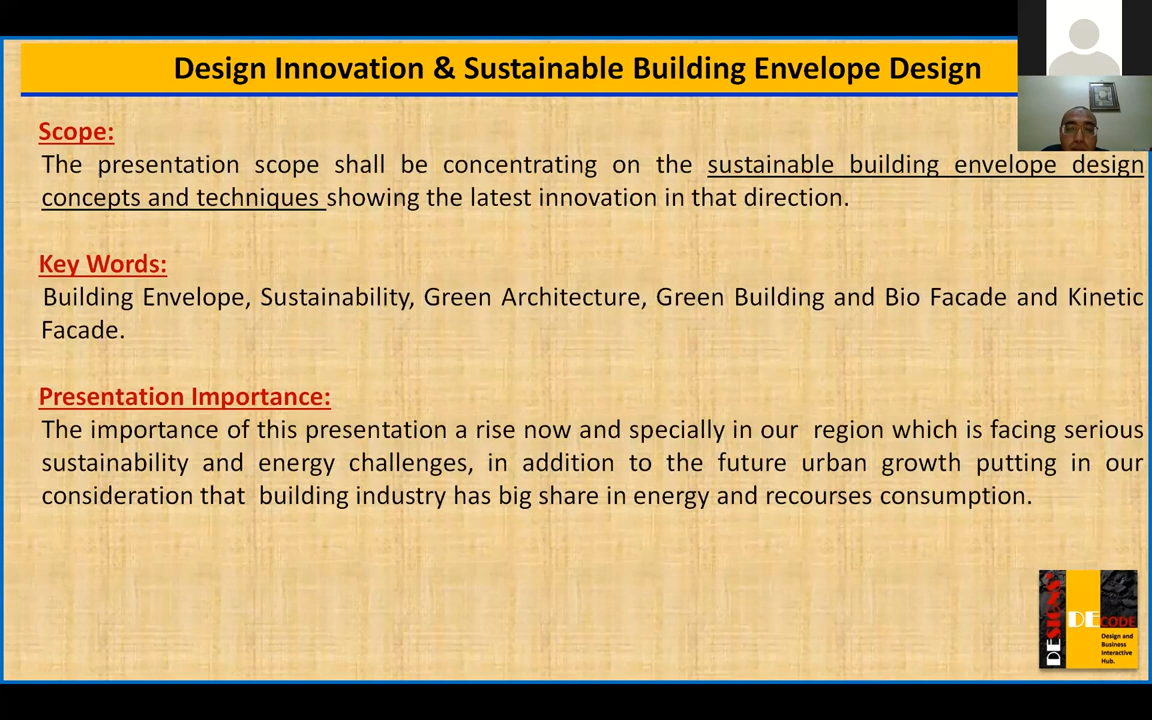 Design Innovation & Sustainable Building Envelope Design
Scope:
The presentation scope shall be concentrating on the sustainable building envelope design
concepts and techniques showing the latest innovation in that direction.
Key Words:
Building Envelope, Sustainability, Green Architecture, Green Building and Bio Facade and Kinetic
Facade.
Presentation Importance:
The importance of this presentation a rise now and specially in our region which is facing serious
sustainability and energy challenges, in addition to the future urban growth putting in our
consideration that building industry has big share in energy and recourses consumption.
DESIGNS
DECODE
Design and
Business
Interactive
Hub.